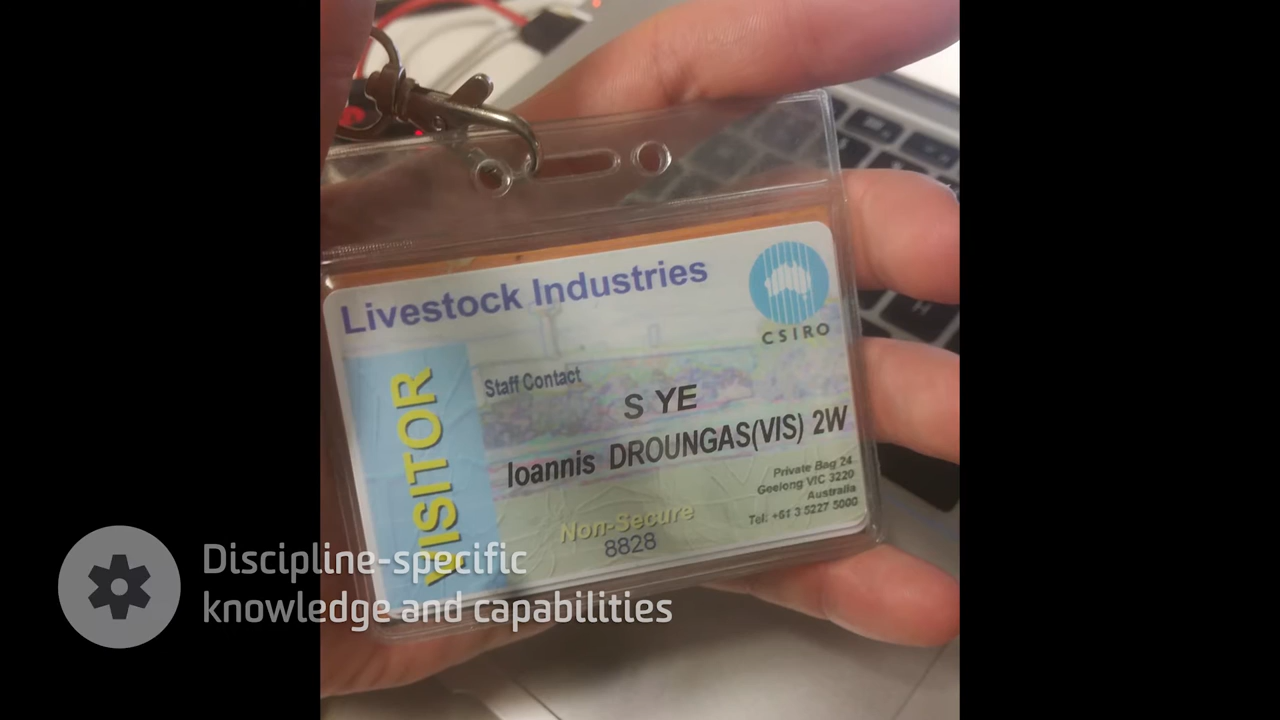 Livestock Industries
CSIRO
VISITOR
Staff Contact
S YE
Ioannis DROUNGAS(VIS) 2W
Private Bag 24
Geelong VIC 3220
Australia
Tel: +61 3 5227 5000
Non-Secure
8828
Discipline-specific
knowledge and capabilities